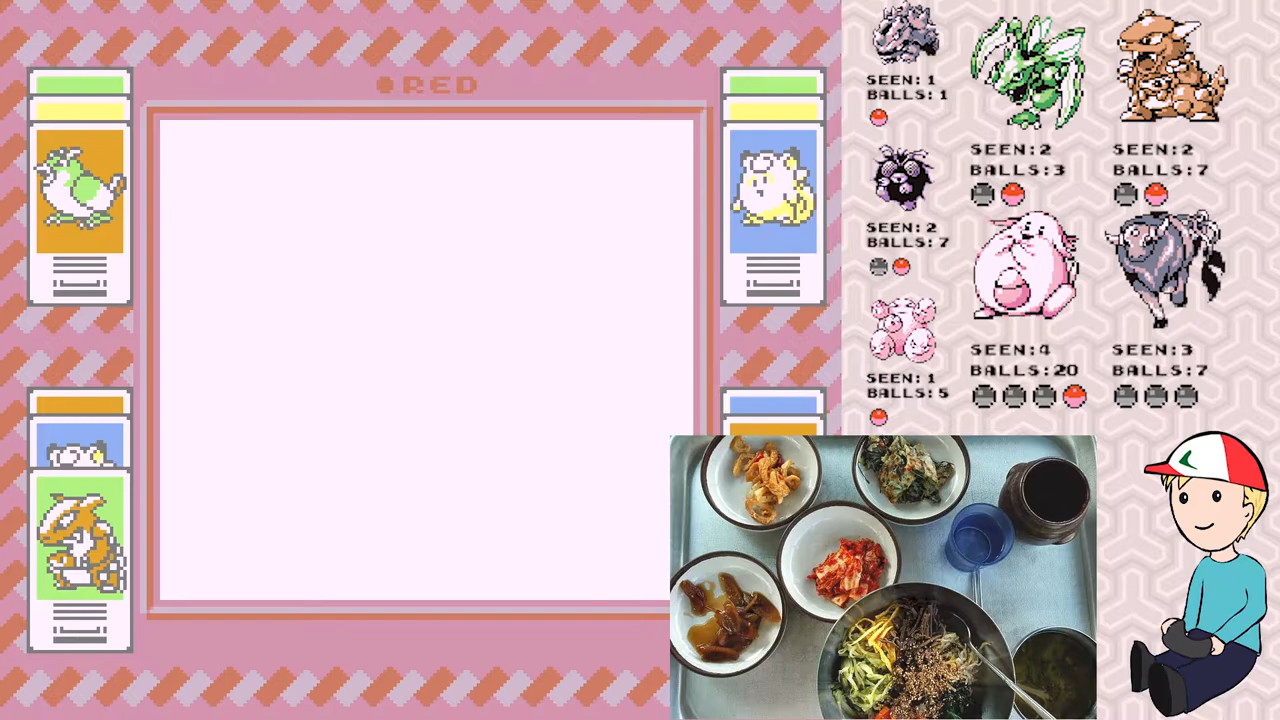 RED
SEEN:1
BALLS:1
SEEN:2
BALLS:3
SEEN:2
BALLS:7
SEEN:2
BALLS:7
SEEN:4
BALLS:20
SEEN:3
BALLS:7
SEEN:1
BALLS:5